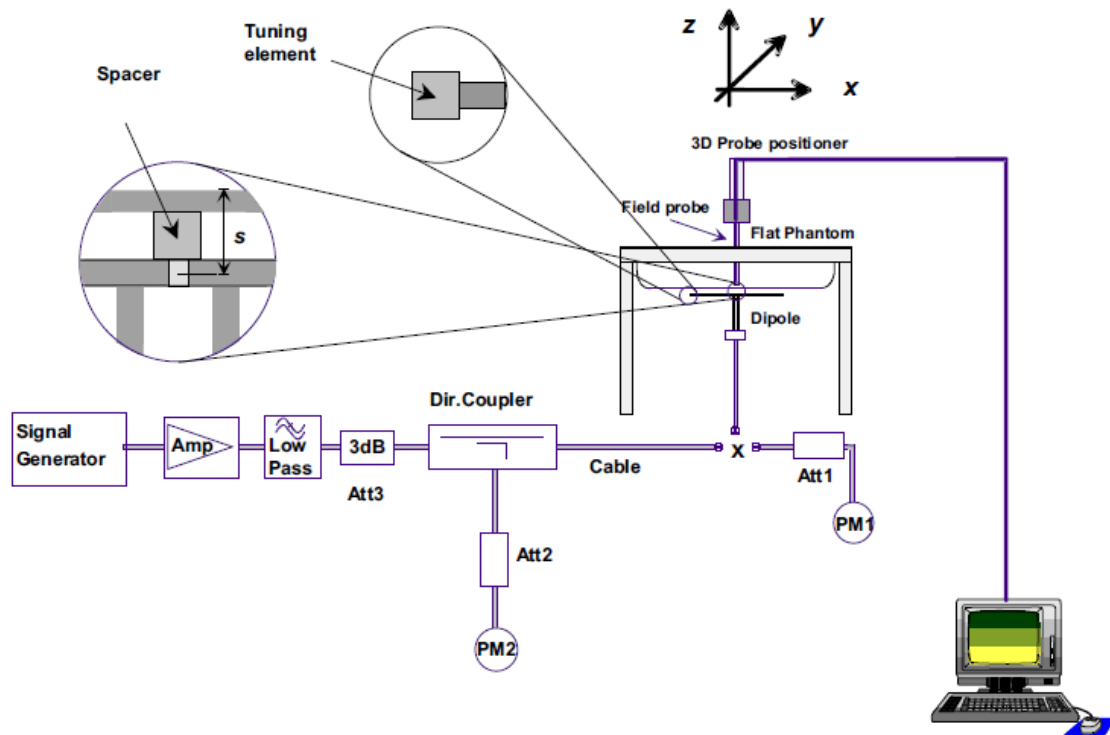 Tuning
element
Spacer
z
y
x
3D Probe positioner
Field probe
Flat Phantom
s
Dipole
Dir.Coupler
Signal
Generator
Amp
Low
Pass
3dB
Att3
Cable
x
Att1
PM1
Att2
PM2